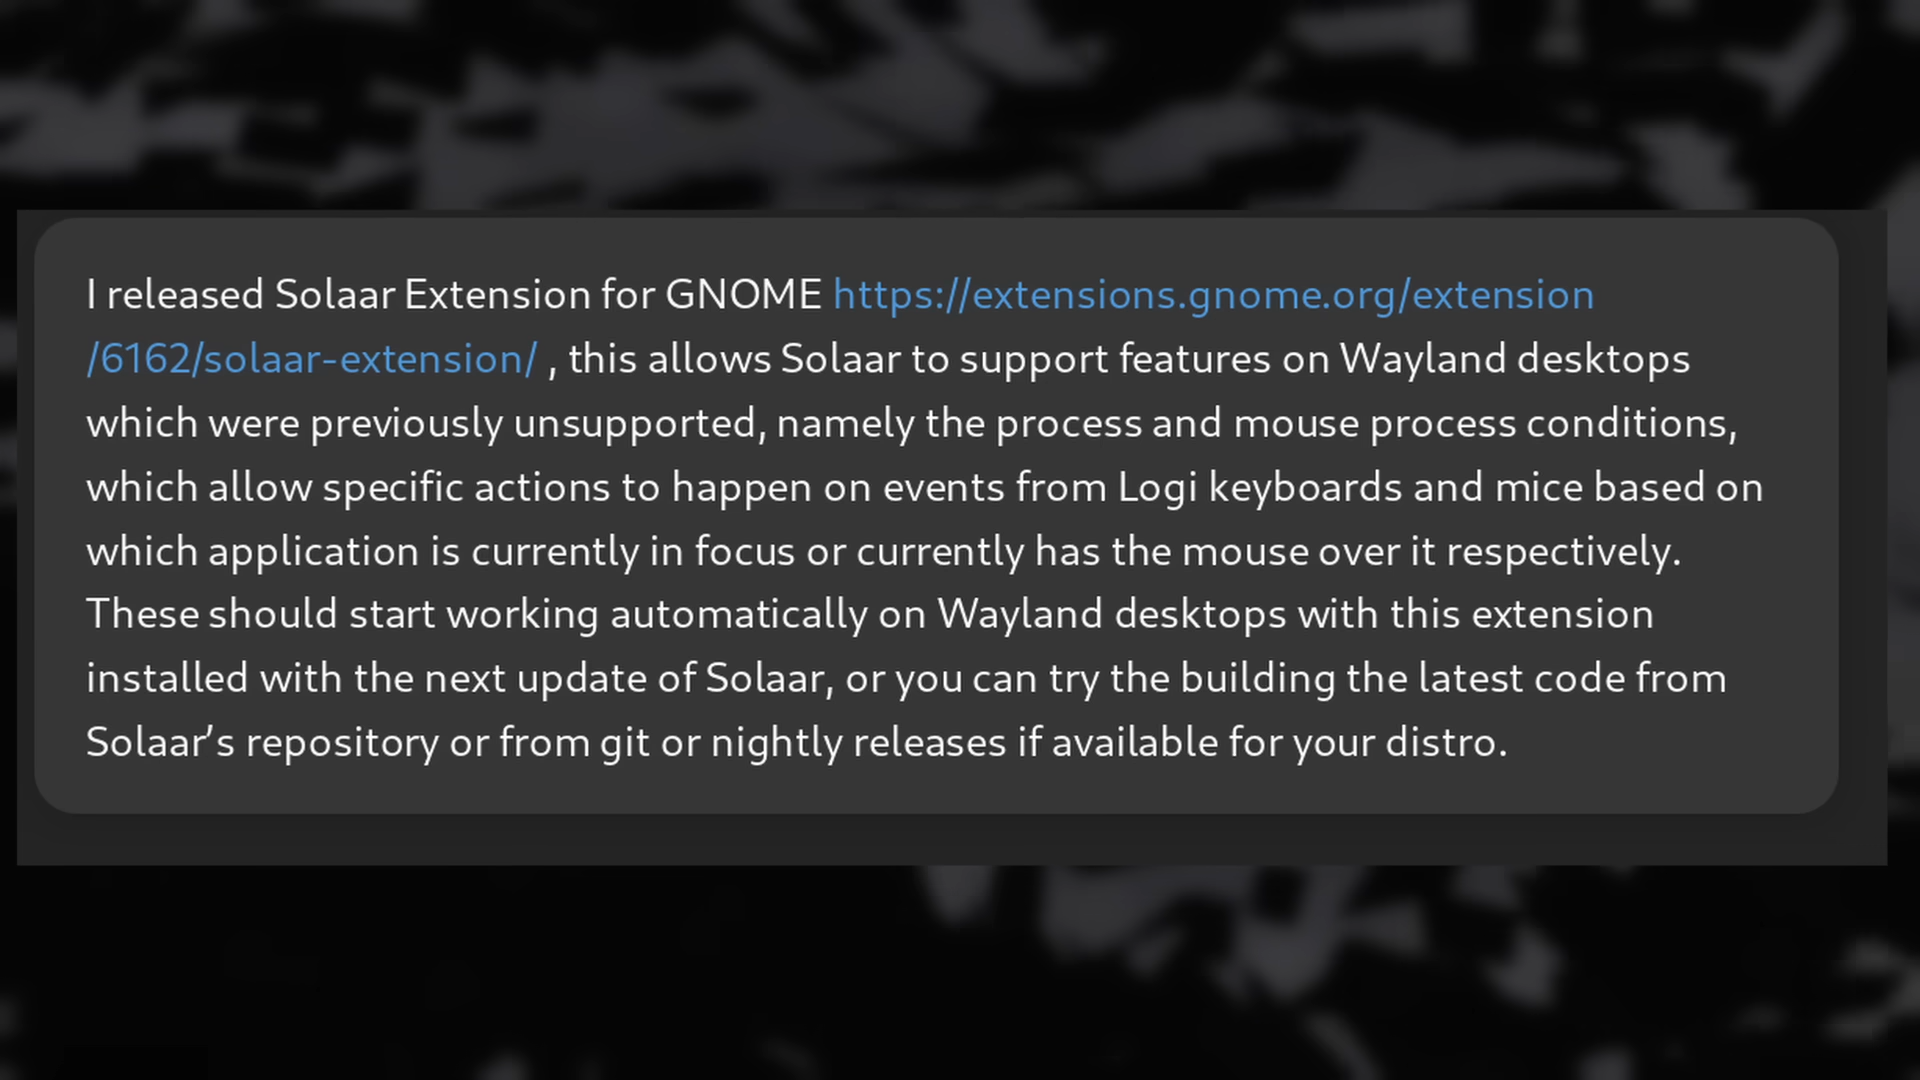 I released Solaar Extension for GNOME https://extensions.gnome.org/extension
/6162/solaar-extension/ , this allows Solaar to support features on Wayland desktops
which were previously unsupported, namely the process and mouse process conditions,
which allow specific actions to happen on events from Logi keyboards and mice based on
which application is currently in focus or currently has the mouse over it respectively.
These should start working automatically on Wayland desktops with this extension
installed with the next update of Solaar, or you can try the building the latest code from
Solaar’s repository or from git or nightly releases if available for your distro.